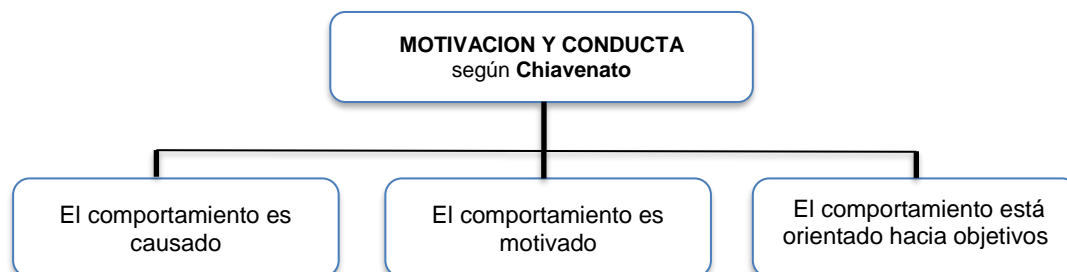 MOTIVACION Y CONDUCTA
según Chiavenato
El comportamiento es
causado
El comportamiento es
motivado
El comportamiento está
orientado hacia objetivos